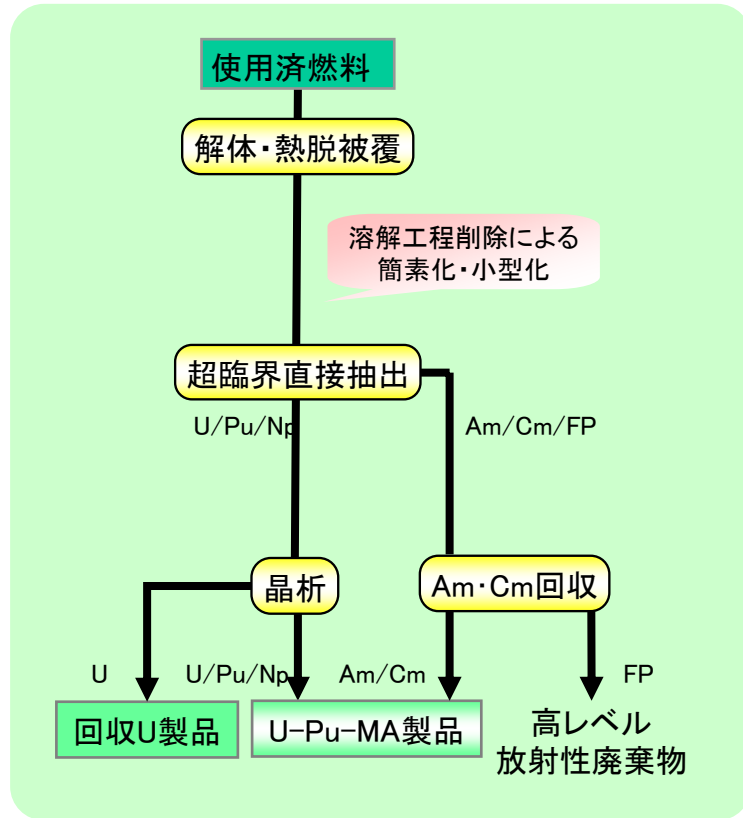 使用済燃料
解体・熱脱被覆
溶解工程削除による
簡素化・小型化
超臨界直接抽出
U/Pu/Np
Am/Cm/FP
晶析
Am・Cm回収
U
U/Pu/Np
Am/Cm
FP
回収U製品
U-Pu-MA製品
高レベル
放射性廃棄物